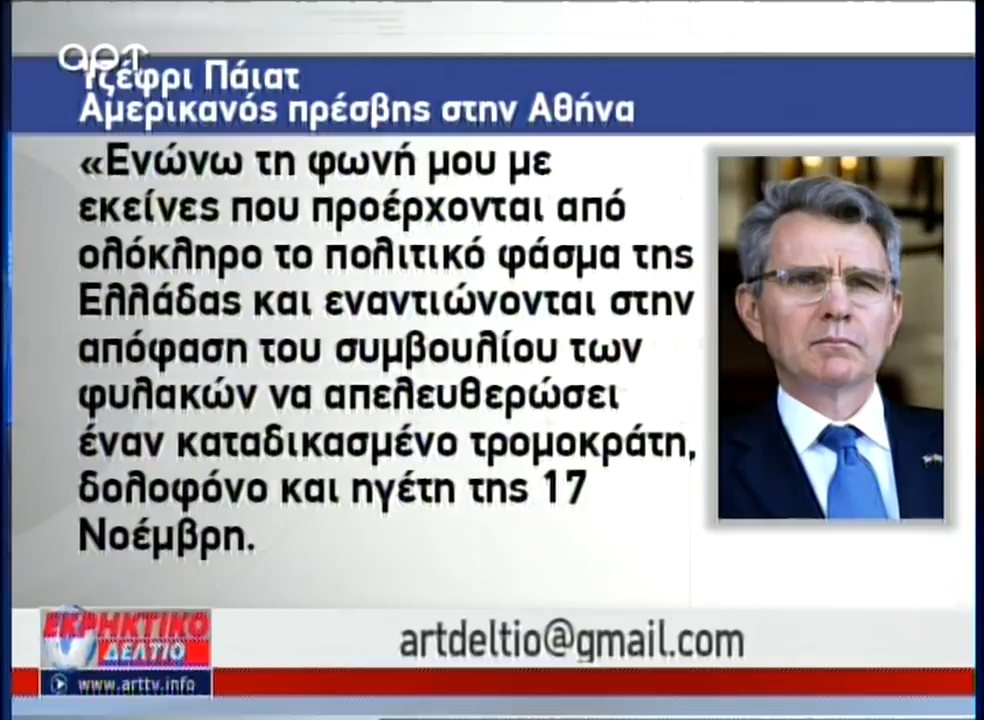 αρτ
Τζέφρι Πάιατ
Αμερικανός πρέσβης στην Αθήνα
«Ενώνω τη φωνή μου με
εκείνες που προέρχονται από
ολόκληρο το πολιτικό φάσμα της
Ελλάδας και εναντιώνονται στην
απόφαση του συμβουλίου των
φυλακών να απελευθερώσει
έναν καταδικασμένο τρομοκράτη,
δολοφόνο και ηγέτη της 17
Νοέμβρη.
ΕΚΡΗΚΤΙΚΟ
ΔΕΛΤΙΟ
www.arttv.info
artdeltio@gmail.com